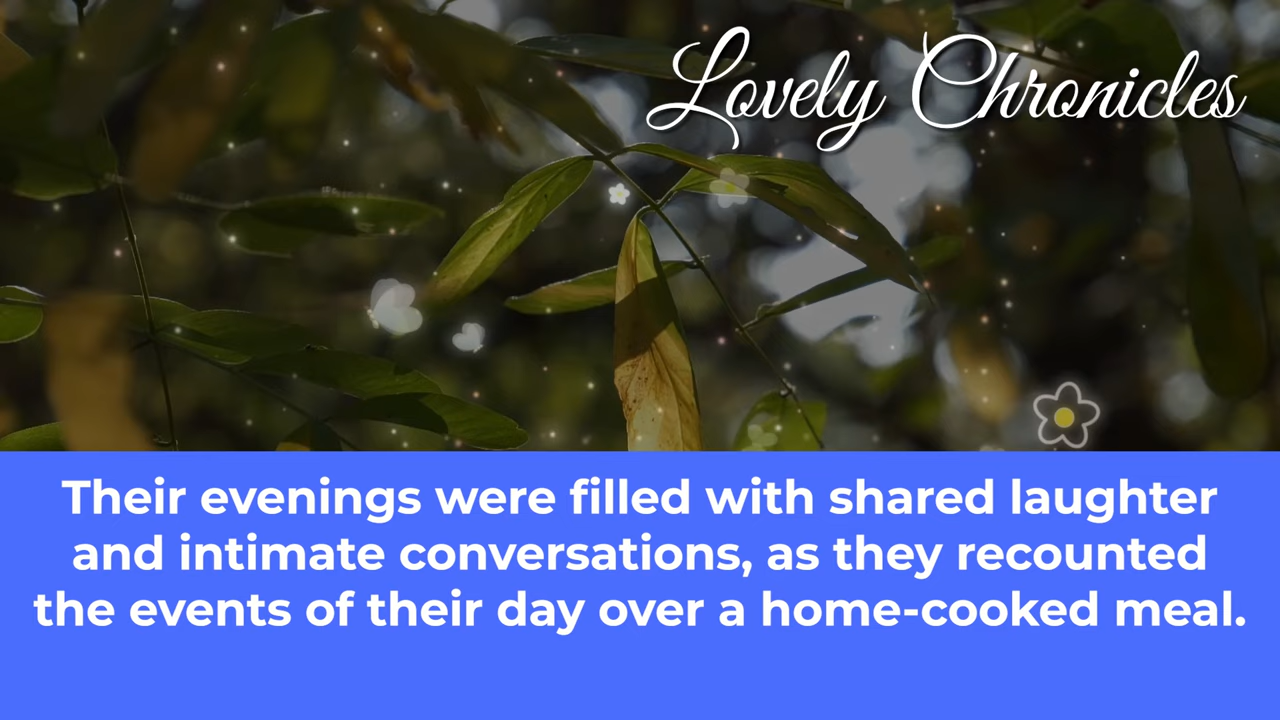 Lovely Chronicles
Their evenings were filled with shared laughter
and intimate conversations, as they recounted
the events of their day over a home-cooked meal.